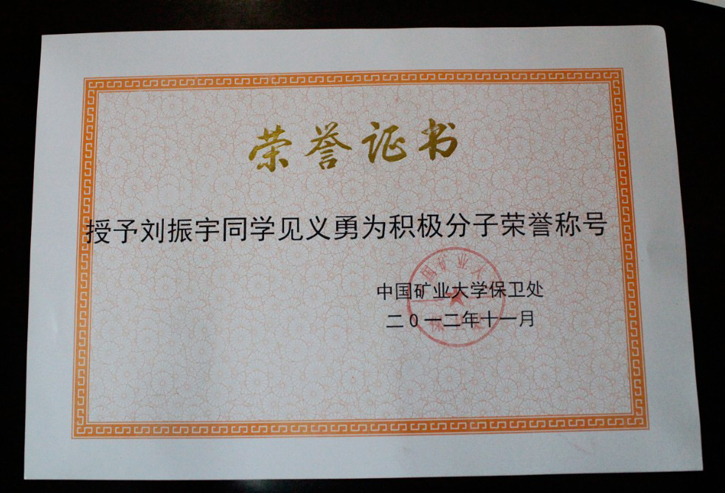 荣誉证书
授予刘振宇同学见义勇为积极分子荣誉称号
中国矿业大学保卫处
二0一二年十一月